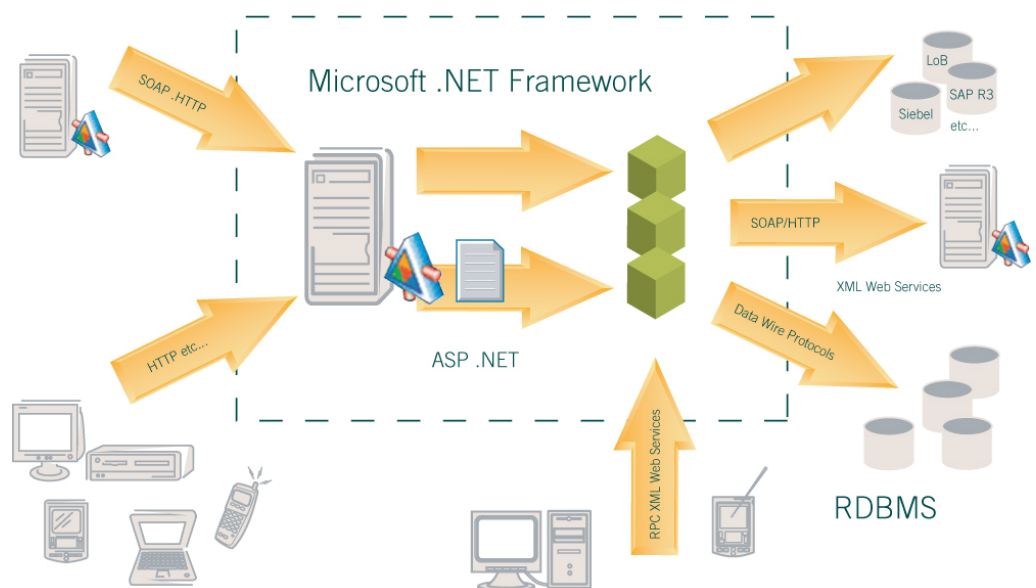 Microsoft .NET Framework
SOAP .HTTP
HTTP etc...
ASP .NET
RPC XML Web Services
LoB
SAP R3
Siebel
etc...
SOAP/HTTP
XML Web Services
Data Wire Protocols
RDBMS